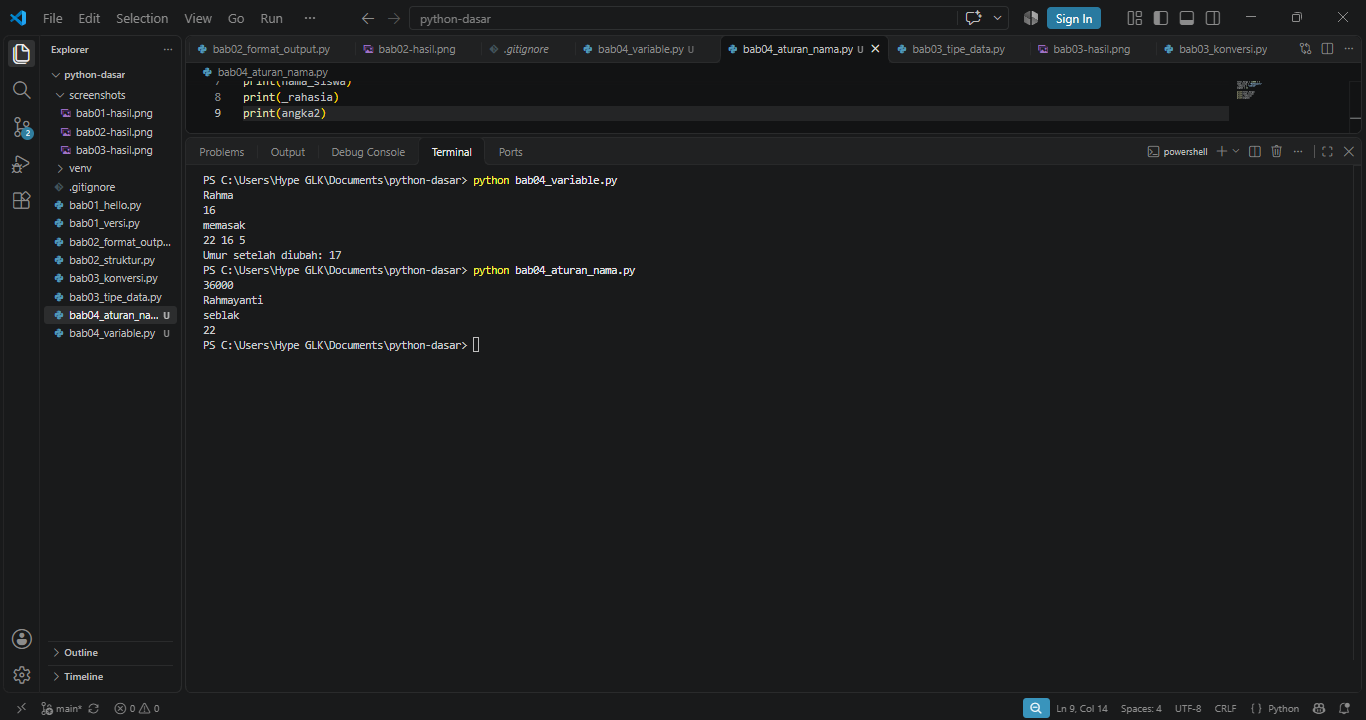 File Edit Selection View Go Run ··· python-dasar Sign In
Explorer ···
python-dasar
screenshots
bab01-hasil.png
bab02-hasil.png
bab03-hasil.png
venv
.gitignore
bab01_hello.py
bab01_versi.py
bab02_format_outp...
bab02_struktur.py
bab03_konversi.py
bab03_tipe_data.py
bab04_aturan_na... U
bab04_variable.py U
Outline
Timeline
bab02_format_output.py bab02-hasil.png .gitignore bab04_variable.py U bab04_aturan_nama.py U bab03_tipe_data.py bab03-hasil.png bab03_konversi.py ···
bab04_aturan_nama.py
7 print(nama_siswa)
8 print(_rahasia)
9 print(angka2)
Problems Output Debug Console Terminal Ports powershell ···
PS C:\Users\Hype GLK\Documents\python-dasar> python bab04_variable.py
Rahma
16
memasak
22 16 5
Umur setelah diubah: 17
PS C:\Users\Hype GLK\Documents\python-dasar> python bab04_aturan_nama.py
36000
Rahmayanti
seblak
22
PS C:\Users\Hype GLK\Documents\python-dasar>
2
main* 0 0 Ln 9, Col 14 Spaces: 4 UTF-8 CRLF { } Python